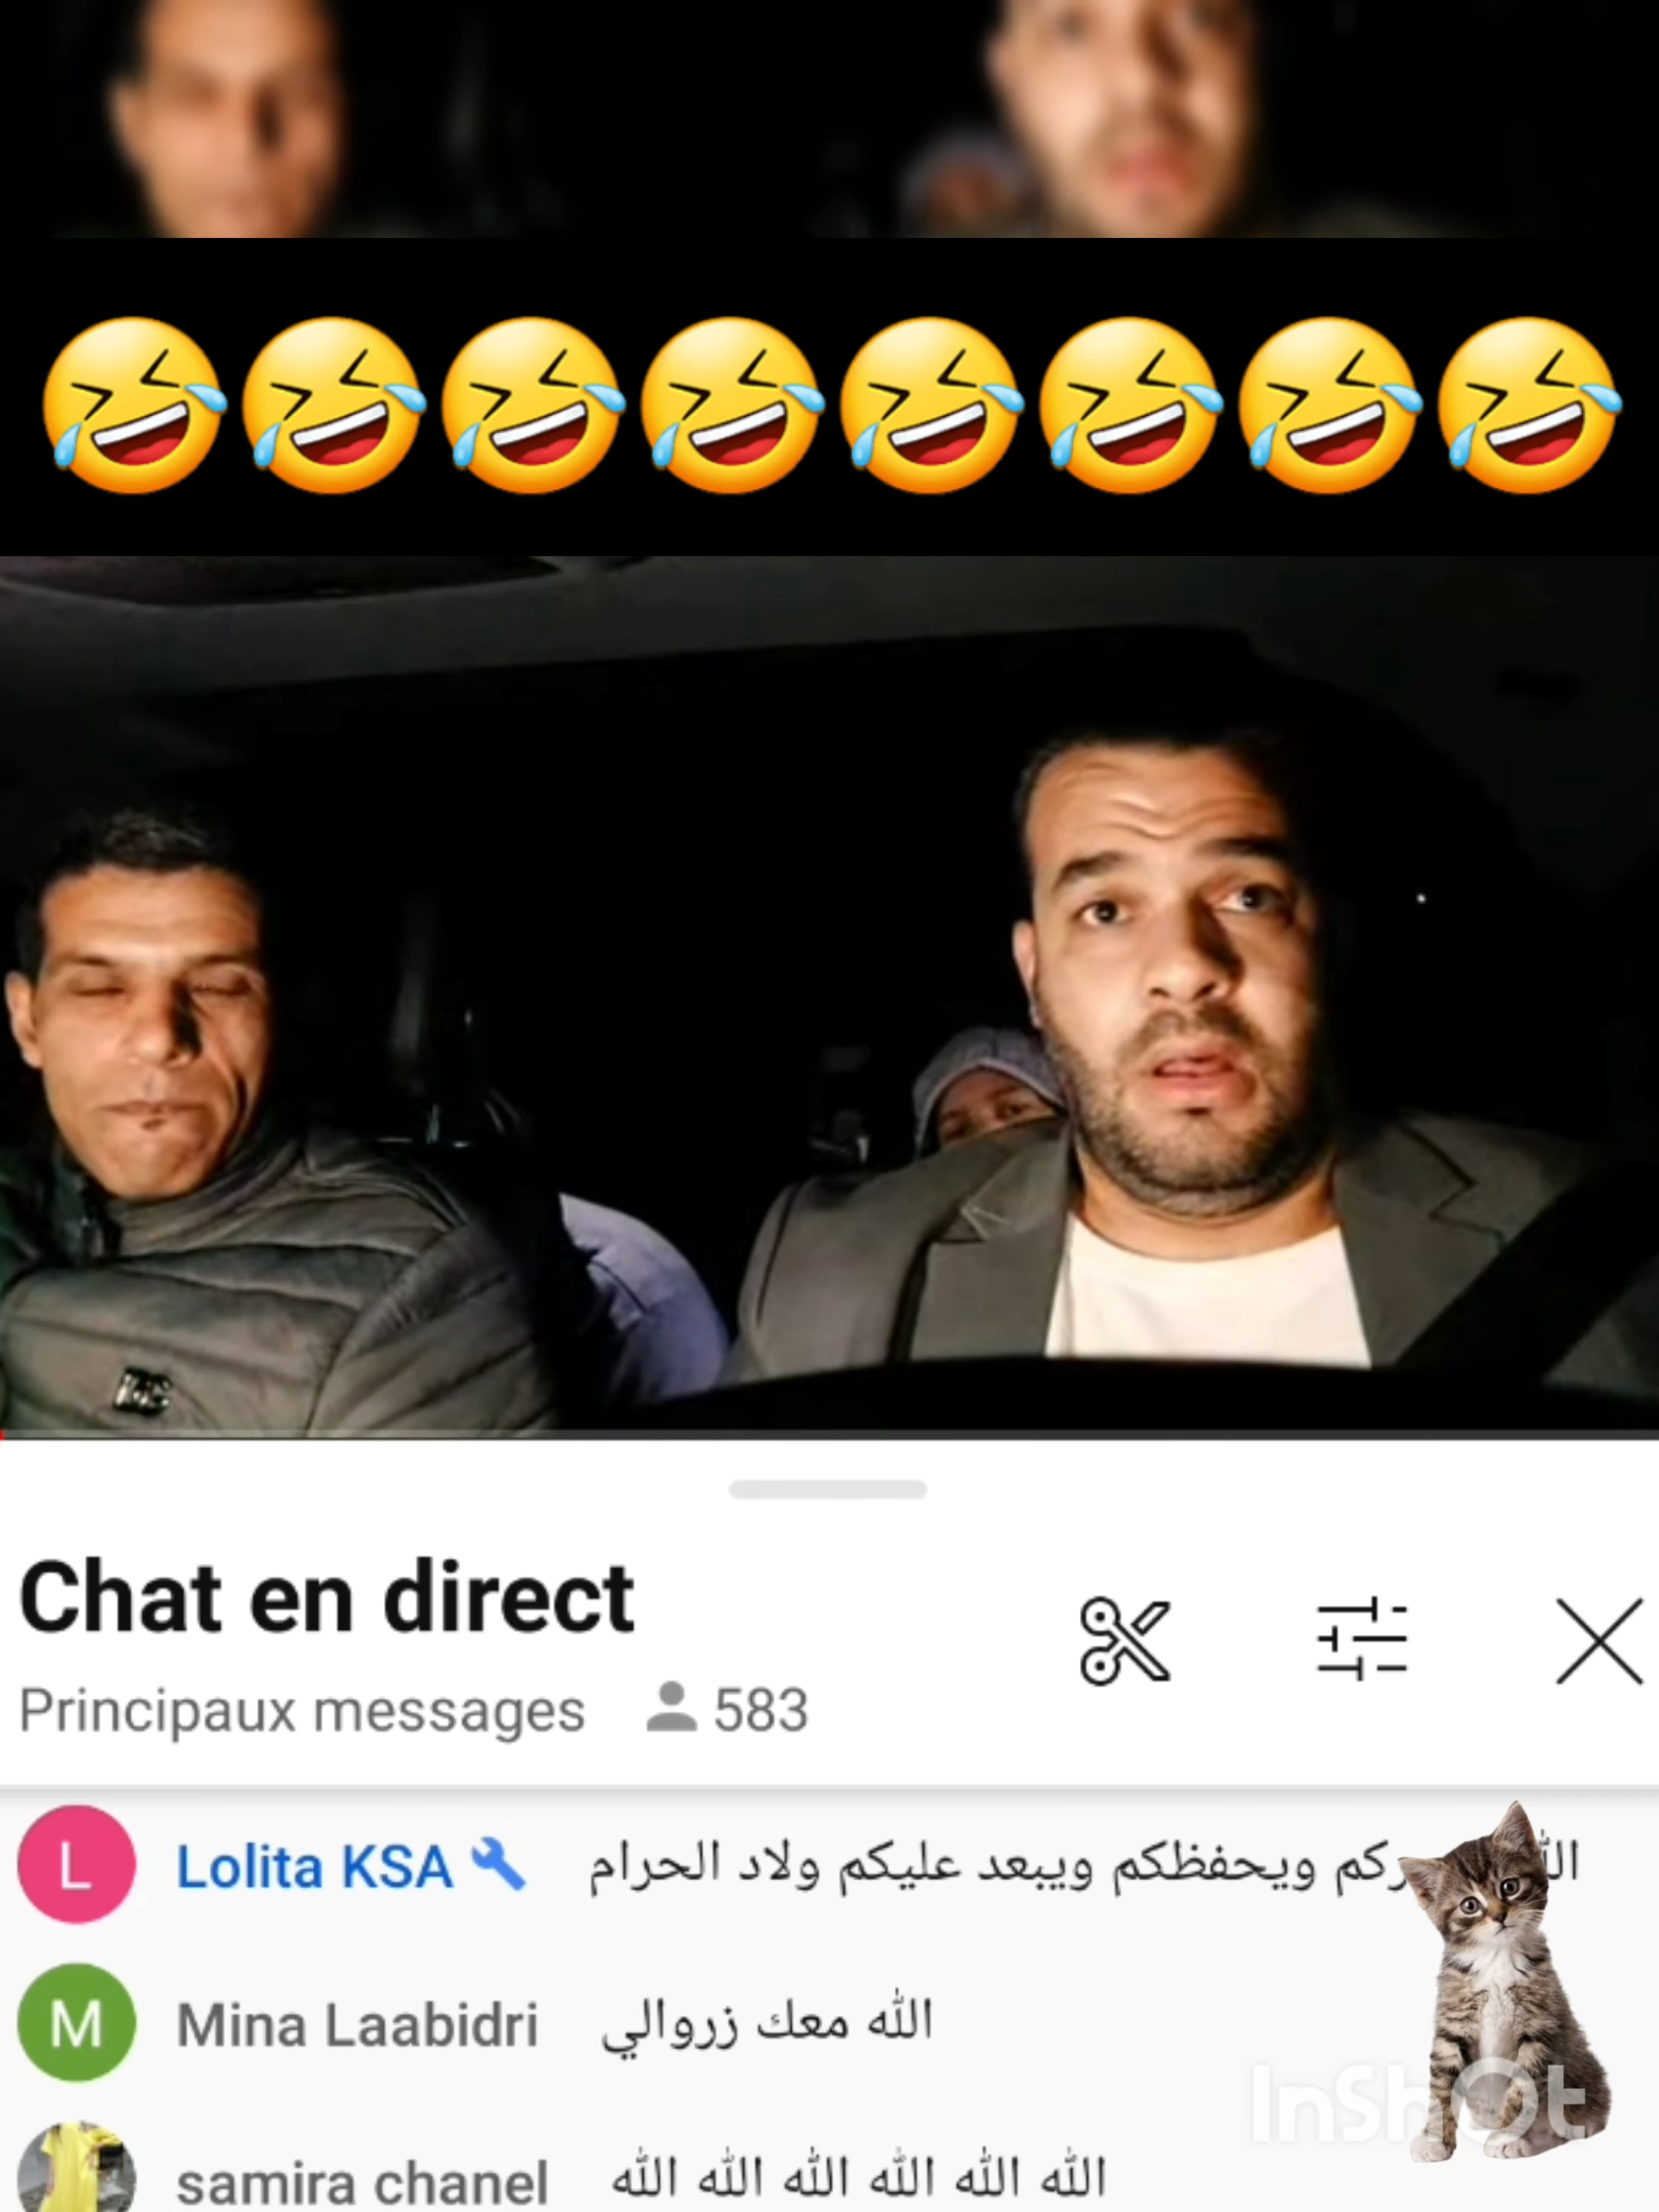 Chat en direct
Principaux messages 583
L Lolita KSA ويحفظكم ويبعد عليكم ولاد الحرام
M Mina Laabidri الله معك زروالي
samira chanel الله الله الله الله الله الله
InShOt